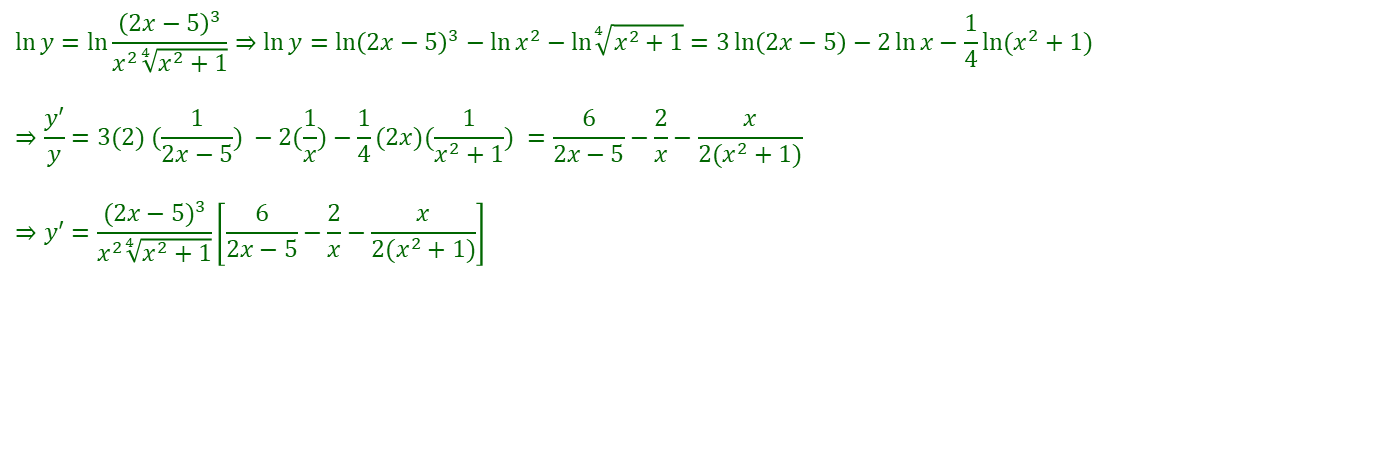 ln y = ln (2x − 5)³ / (x² ∜(x² + 1)) ⇒ ln y = ln(2x − 5)³ − ln x² − ln ∜(x² + 1) = 3 ln(2x − 5) − 2 ln x − 1/4 ln(x² + 1)
⇒ y′/y = 3(2) (1/(2x − 5)) − 2(1/x) − 1/4 (2x)(1/(x² + 1)) = 6/(2x − 5) − 2/x − x/(2(x² + 1))
⇒ y′ = (2x − 5)³ / (x² ∜(x² + 1)) [6/(2x − 5) − 2/x − x/(2(x² + 1))]